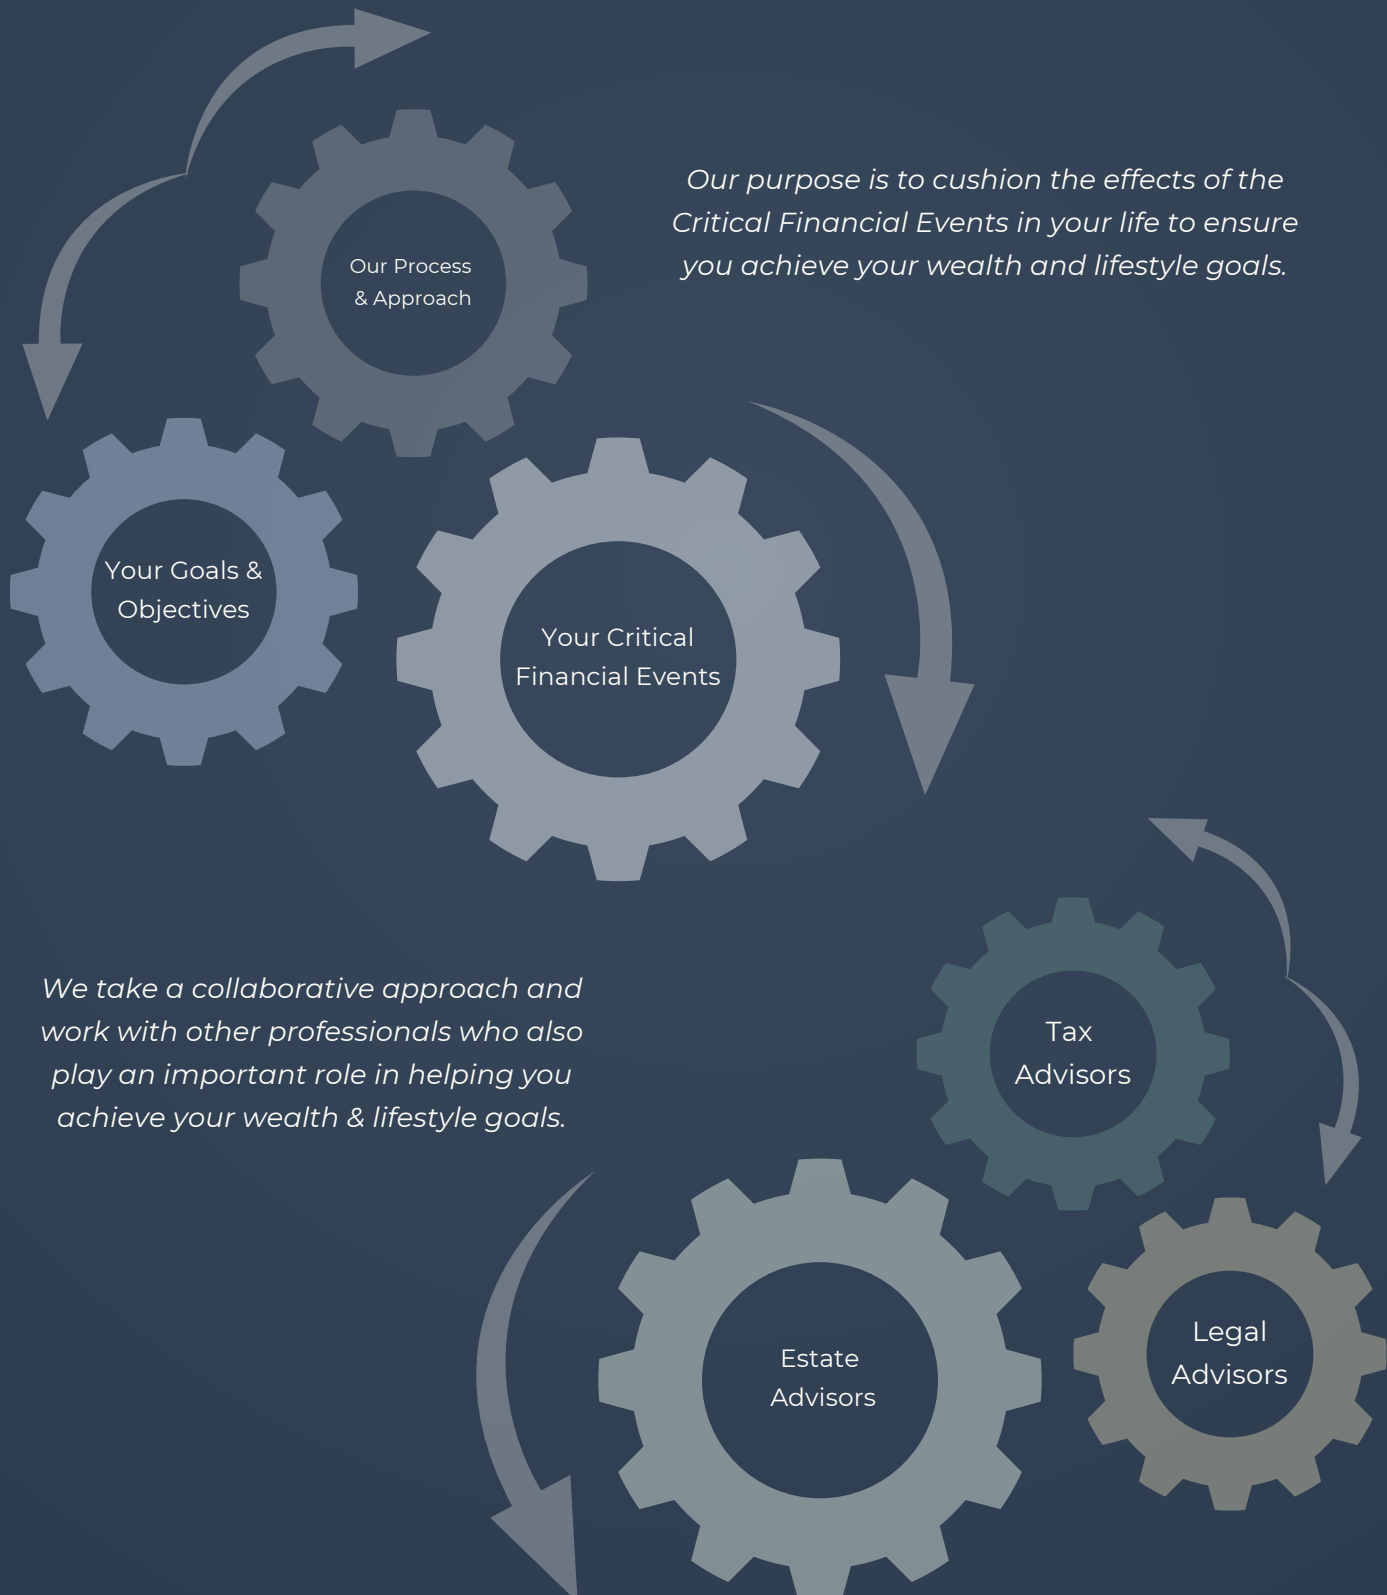 Our purpose is to cushion the effects of the
Critical Financial Events in your life to ensure
you achieve your wealth and lifestyle goals.
Our Process
& Approach
Your Goals &
Objectives
Your Critical
Financial Events
We take a collaborative approach and
work with other professionals who also
play an important role in helping you
achieve your wealth & lifestyle goals.
Tax
Advisors
Legal
Advisors
Estate
Advisors